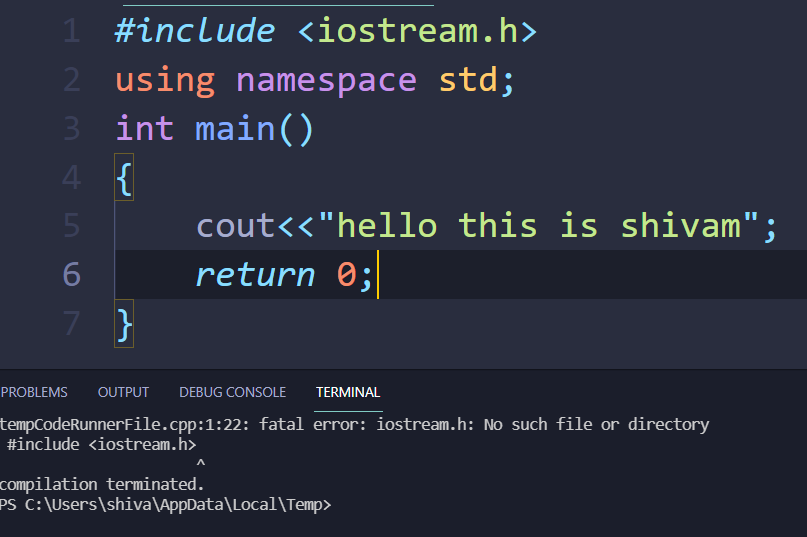 1 #include <iostream.h>
2 using namespace std;
3 int main()
4 {
5 cout<<"hello this is shivam";
6 return 0;
7 }
PROBLEMS OUTPUT DEBUG CONSOLE TERMINAL
tempCodeRunnerFile.cpp:1:22: fatal error: iostream.h: No such file or directory
#include <iostream.h>
^
compilation terminated.
PS C:\Users\shiva\AppData\Local\Temp>